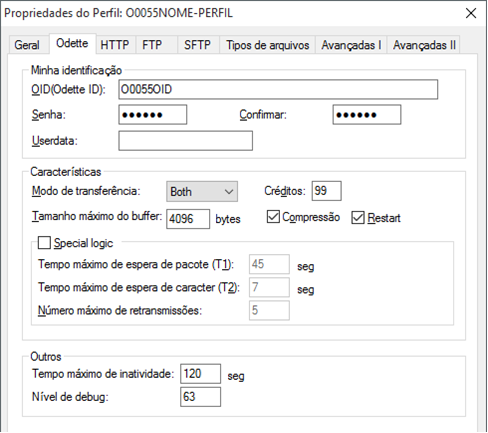 Propriedades do Perfil: O0055NOME-PERFIL
Geral Odette HTTP FTP SFTP Tipos de arquivos Avançadas I Avançadas II
Minha identificação
OID(Odette ID): O0055OID
Senha: ●●●●●● Confirmar: ●●●●●●
Userdata:
Características
Modo de transferência: Both Créditos: 99
Tamanho máximo do buffer: 4096 bytes Compressão Restart
Special logic
Tempo máximo de espera de pacote (T1): 45 seg
Tempo máximo de espera de caracter (T2): 7 seg
Número máximo de retransmissões: 5
Outros
Tempo máximo de inatividade: 120 seg
Nível de debug: 63